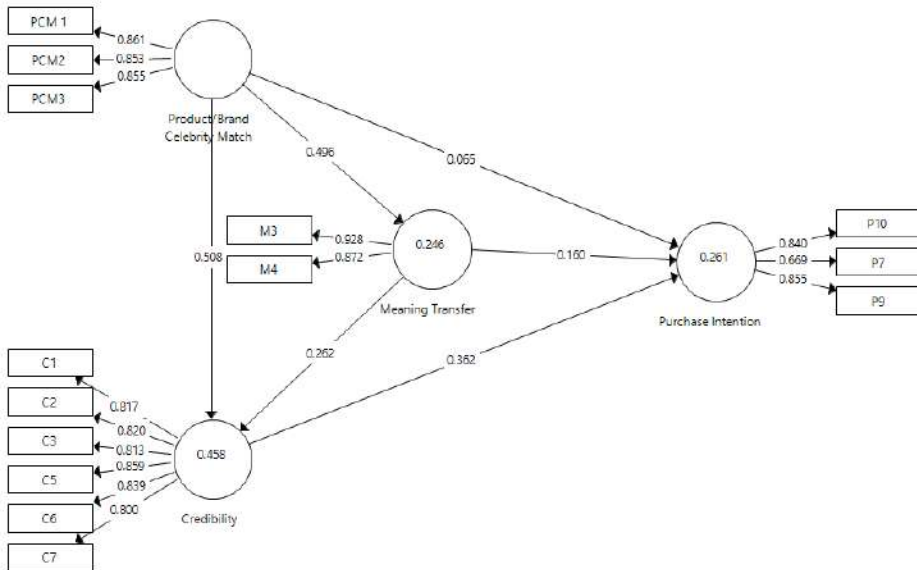 PCM 1
0.861
PCM2
0.853
PCM3
0.855
Product/Brand
Celebrity Match
0.496
0.065
M3
0.928
M4
0.872
0.246
Meaning Transfer
0.160
0.508
0.261
Purchase Intention
P10
0.840
P7
0.669
P9
0.855
0.262
0.362
C1
0.817
C2
0.820
C3
0.813
C5
0.859
C6
0.839
C7
0.800
0.458
Credibility